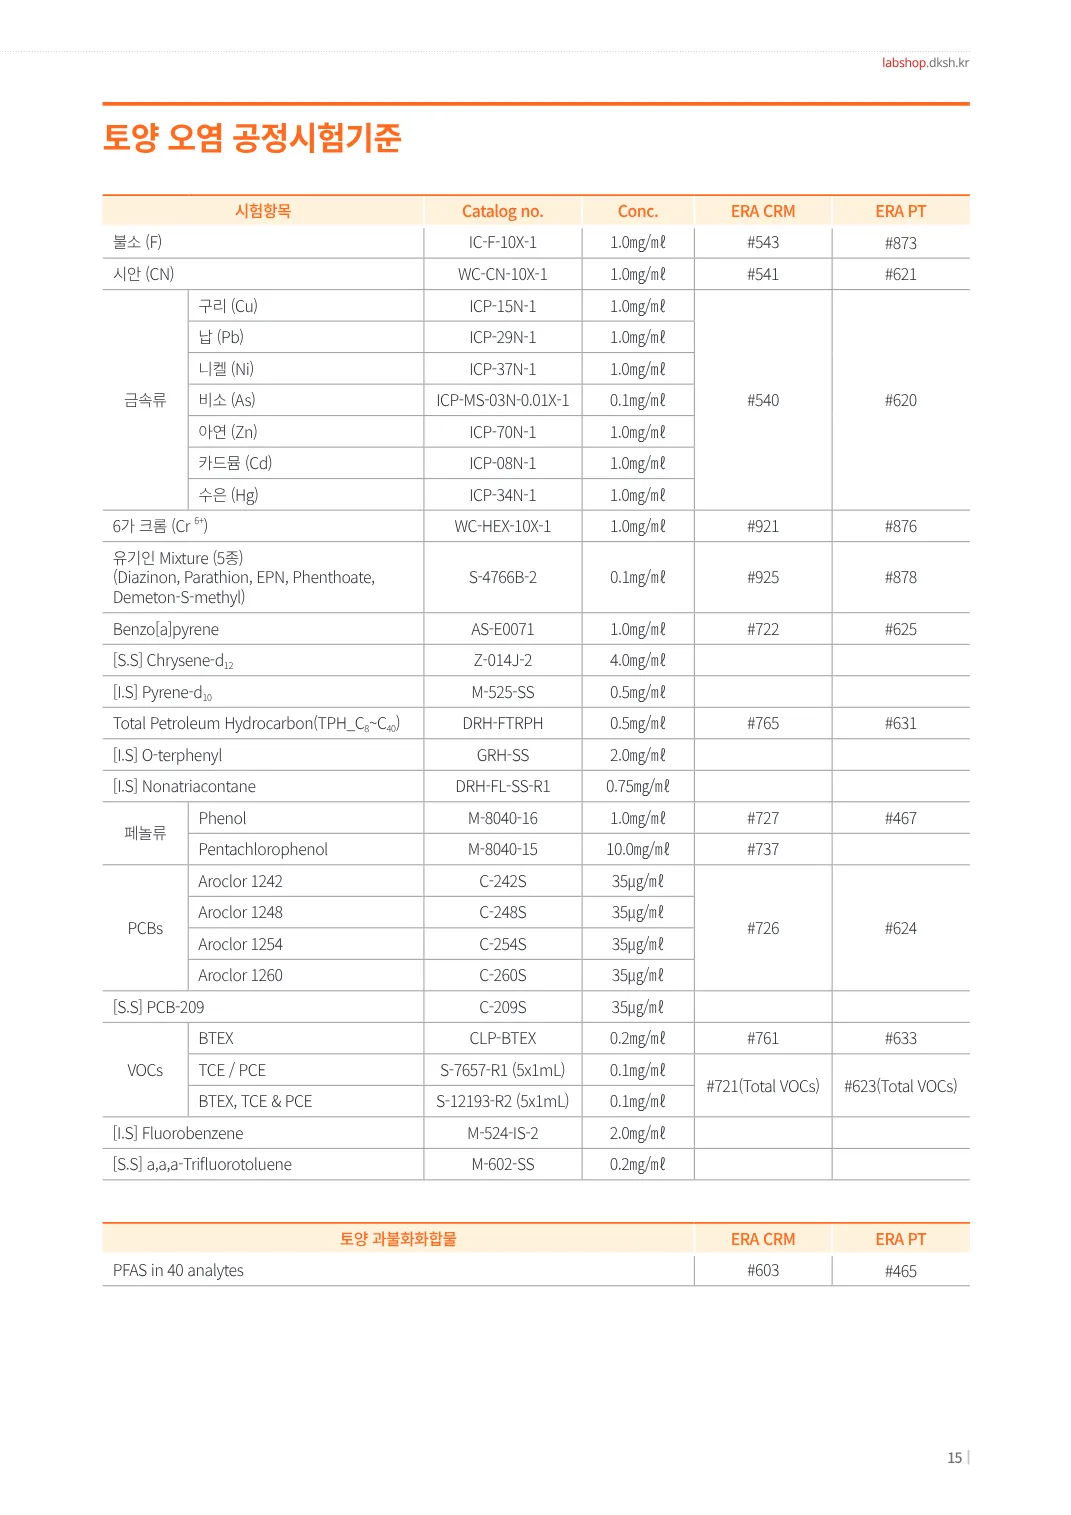 labshop.dksh.kr
토양 오염 공정시험기준
시험항목 Catalog no. Conc. ERA CRM ERA PT
불소 (F) IC-F-10X-1 1.0㎎/㎖ #543 #873
시안 (CN) WC-CN-10X-1 1.0㎎/㎖ #541 #621
구리 (Cu) ICP-15N-1 1.0㎎/㎖
납 (Pb) ICP-29N-1 1.0㎎/㎖
니켈 (Ni) ICP-37N-1 1.0㎎/㎖
금속류 비소 (As) ICP-MS-03N-0.01X-1 0.1㎎/㎖ #540 #620
아연 (Zn) ICP-70N-1 1.0㎎/㎖
카드뮴 (Cd) ICP-08N-1 1.0㎎/㎖
수은 (Hg) ICP-34N-1 1.0㎎/㎖
6가 크롬 (Cr 6+) WC-HEX-10X-1 1.0㎎/㎖ #921 #876
유기인 Mixture (5종)
(Diazinon, Parathion, EPN, Phenthoate, S-4766B-2 0.1㎎/㎖ #925 #878
Demeton-S-methyl)
Benzo[a]pyrene AS-E0071 1.0㎎/㎖ #722 #625
[S.S] Chrysene-d12 Z-014J-2 4.0㎎/㎖
[I.S] Pyrene-d10 M-525-SS 0.5㎎/㎖
Total Petroleum Hydrocarbon(TPH_C8~C40) DRH-FTRPH 0.5㎎/㎖ #765 #631
[I.S] O-terphenyl GRH-SS 2.0㎎/㎖
[I.S] Nonatriacontane DRH-FL-SS-R1 0.75㎎/㎖
페놀류 Phenol M-8040-16 1.0㎎/㎖ #727 #467
Pentachlorophenol M-8040-15 10.0㎎/㎖ #737
Aroclor 1242 C-242S 35µg/㎖
Aroclor 1248 C-248S 35µg/㎖
PCBs #726 #624
Aroclor 1254 C-254S 35µg/㎖
Aroclor 1260 C-260S 35µg/㎖
[S.S] PCB-209 C-209S 35µg/㎖
BTEX CLP-BTEX 0.2㎎/㎖ #761 #633
VOCs TCE / PCE S-7657-R1 (5x1mL) 0.1㎎/㎖ #721(Total VOCs) #623(Total VOCs)
BTEX, TCE & PCE S-12193-R2 (5x1mL) 0.1㎎/㎖
[I.S] Fluorobenzene M-524-IS-2 2.0㎎/㎖
[S.S] a,a,a-Trifluorotoluene M-602-SS 0.2㎎/㎖
토양 과불화화합물 ERA CRM ERA PT
PFAS in 40 analytes #603 #465
15